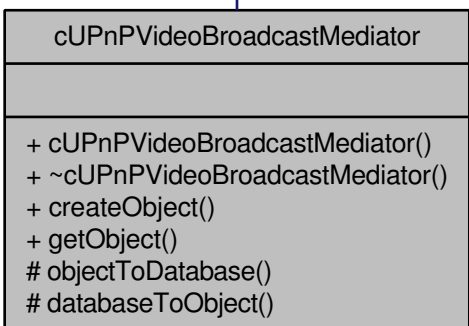 cUPnPVideoBroadcastMediator
+ cUPnPVideoBroadcastMediator()
+ ~cUPnPVideoBroadcastMediator()
+ createObject()
+ getObject()
# objectToDatabase()
# databaseToObject()